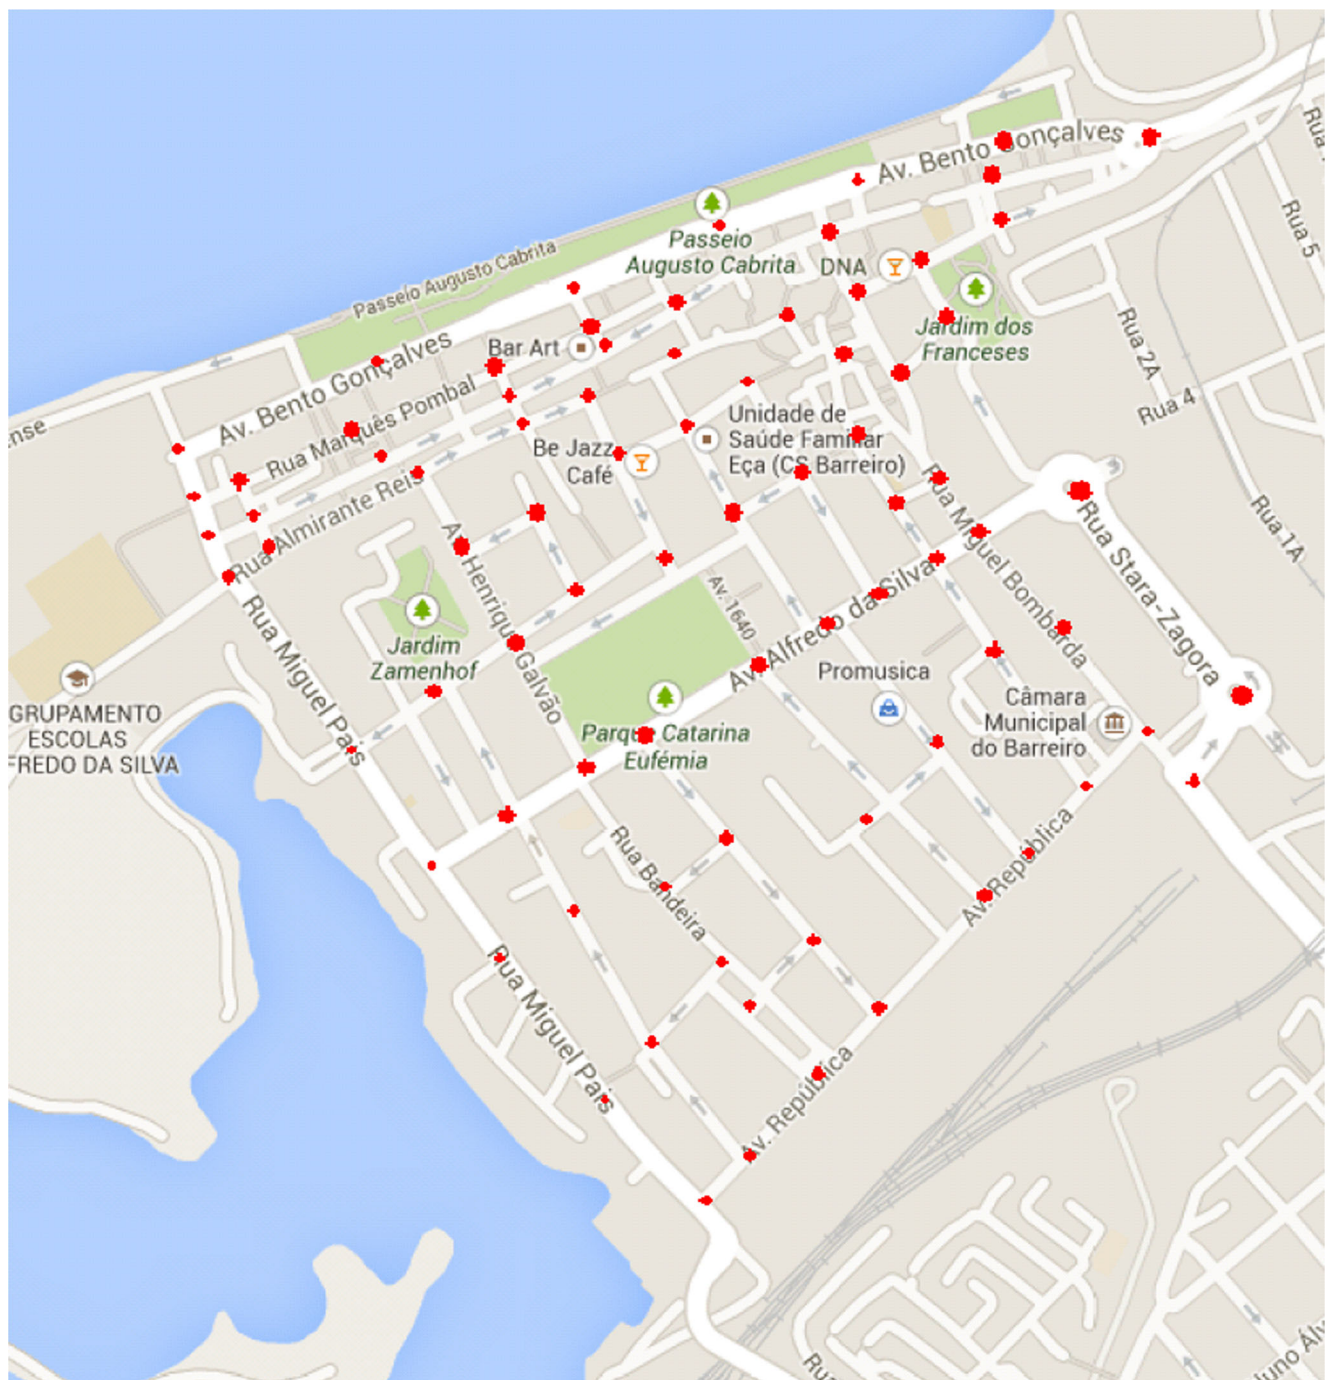 Av. Bento Gonçalves
Rua 5
Passeio
Augusto Cabrita
DNA
Passeio Augusto Cabrita
Jardim dos
Franceses
Rua 2A
Bar Art
Av. Bento Gonçalves
Rua Marquês Pombal
Rua 4
Unidade de
Saúde Familiar
Eça (CS Barreiro)
Be Jazz
Café
Rua Almirante Reis
Rua Miguel Bombarda
Rua Stara-Zagora
Rua 1A
Av. Henrique Galvão
Av. 1640
Av. Alfredo da Silva
Jardim
Zamenhof
Rua Miguel Pais
Promusica
Câmara
Municipal
do Barreiro
GRUPAMENTO
ESCOLAS
FREDO DA SILVA
Parque Catarina
Eufémia
Rua Bandeira
Av. República
Rua Miguel Pais
Av. República